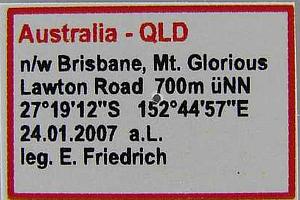 Australia - QLD
n/w Brisbane, Mt. Glorious
Lawton Road 700m üNN
27°19'12"S 152°44'57"E
24.01.2007 a.L.
leg. E. Friedrich